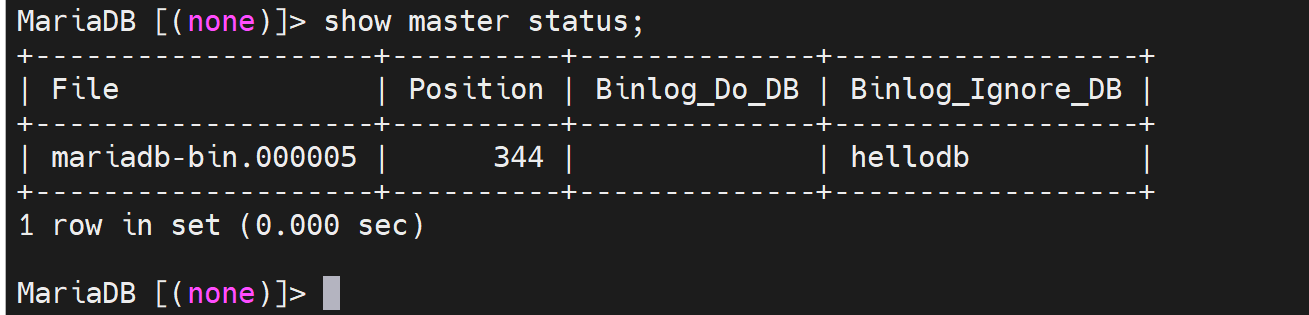 MariaDB [(none)]> show master status;
+--------------------+----------+--------------+------------------+
| File               | Position | Binlog_Do_DB | Binlog_Ignore_DB |
+--------------------+----------+--------------+------------------+
| mariadb-bin.000005 |      344 |              | hellodb          |
+--------------------+----------+--------------+------------------+
1 row in set (0.000 sec)
MariaDB [(none)]>